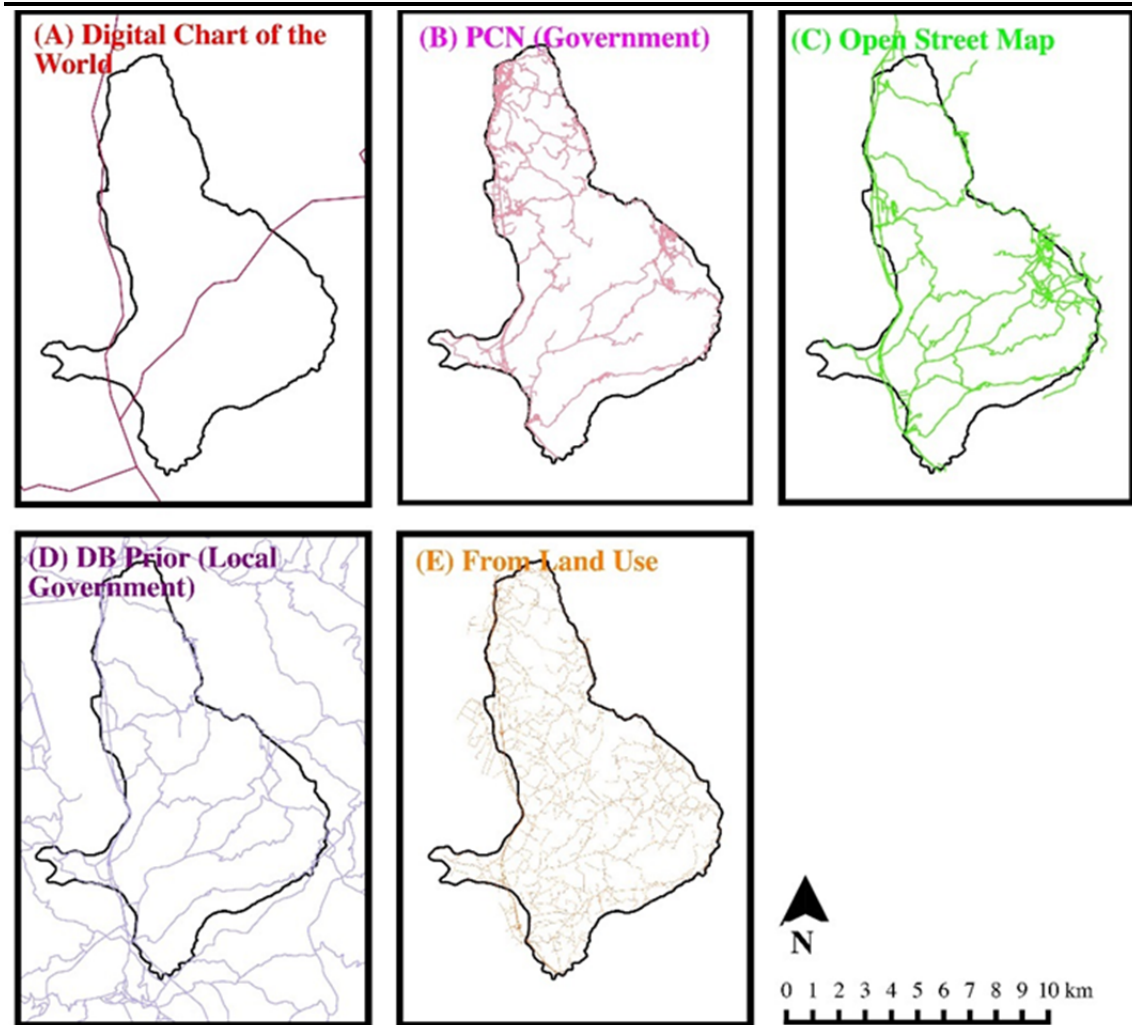 (A) Digital Chart of the
World
(B) PCN (Government)
(C) Open Street Map
(D) DB Prior (Local
Government)
(E) From Land Use
N
0 1 2 3 4 5 6 7 8 9 10 km